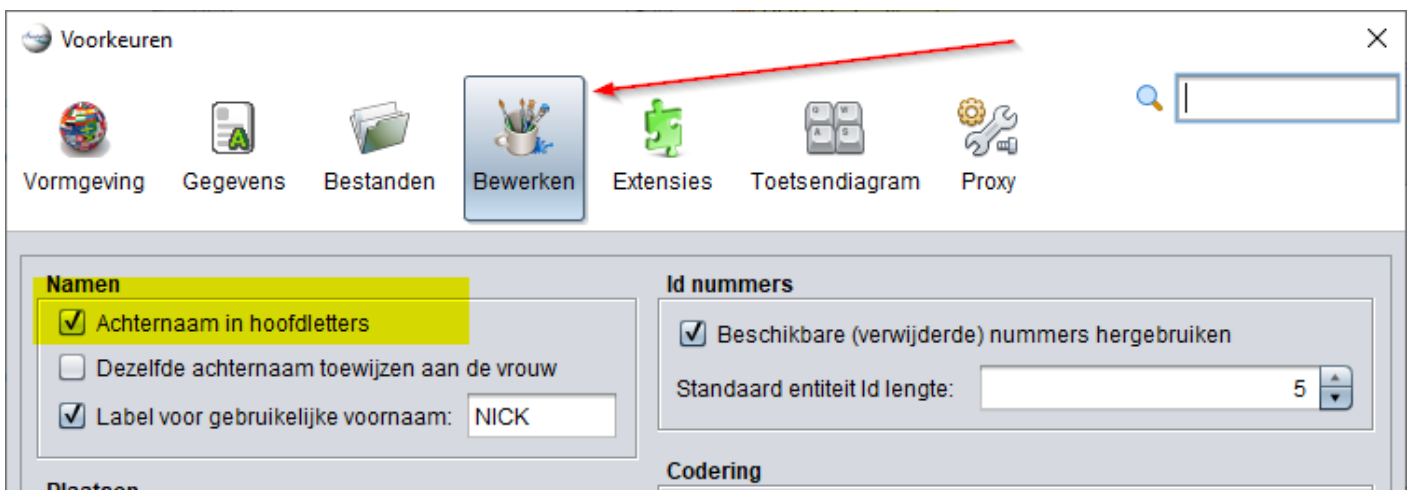 Voorkeuren
Vormgeving Gegevens Bestanden Bewerken Extensies Toetsendiagram Proxy
Namen
Achternaam in hoofdletters
Dezelfde achternaam toewijzen aan de vrouw
Label voor gebruikelijke voornaam: NICK
Id nummers
Beschikbare (verwijderde) nummers hergebruiken
Standaard entiteit Id lengte: 5
Codering